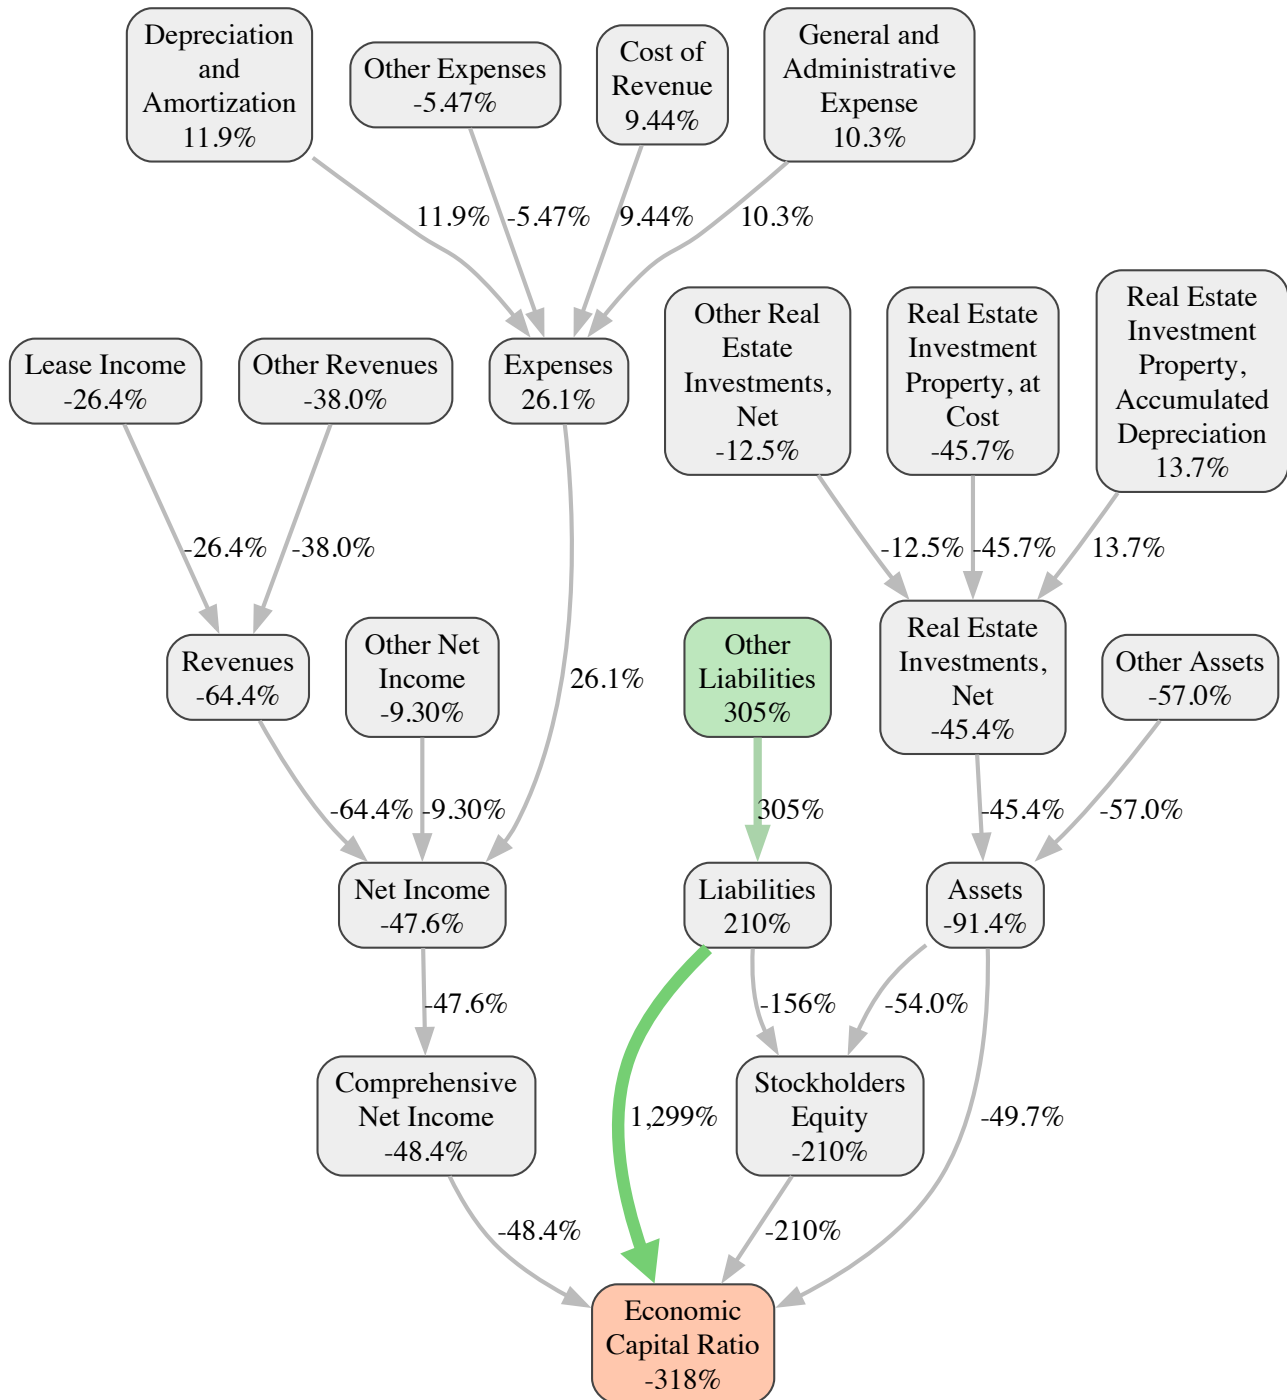 Depreciation
and
Amortization
11.9%
Other Expenses
-5.47%
Cost of
Revenue
9.44%
General and
Administrative
Expense
10.3%
11.9%
-5.47%
9.44%
10.3%
Lease Income
-26.4%
Other Revenues
-38.0%
Expenses
26.1%
Other Real
Estate
Investments,
Net
-12.5%
Real Estate
Investment
Property, at
Cost
-45.7%
Real Estate
Investment
Property,
Accumulated
Depreciation
13.7%
-26.4%
-38.0%
-12.5%
-45.7%
13.7%
Revenues
-64.4%
Other Net
Income
-9.30%
26.1%
Other
Liabilities
305%
Real Estate
Investments,
Net
-45.4%
Other Assets
-57.0%
-64.4%
-9.30%
305%
-45.4%
-57.0%
Net Income
-47.6%
Liabilities
210%
Assets
-91.4%
-47.6%
-156%
-54.0%
Comprehensive
Net Income
-48.4%
1,299%
Stockholders
Equity
-210%
-49.7%
-48.4%
-210%
Economic
Capital Ratio
-318%